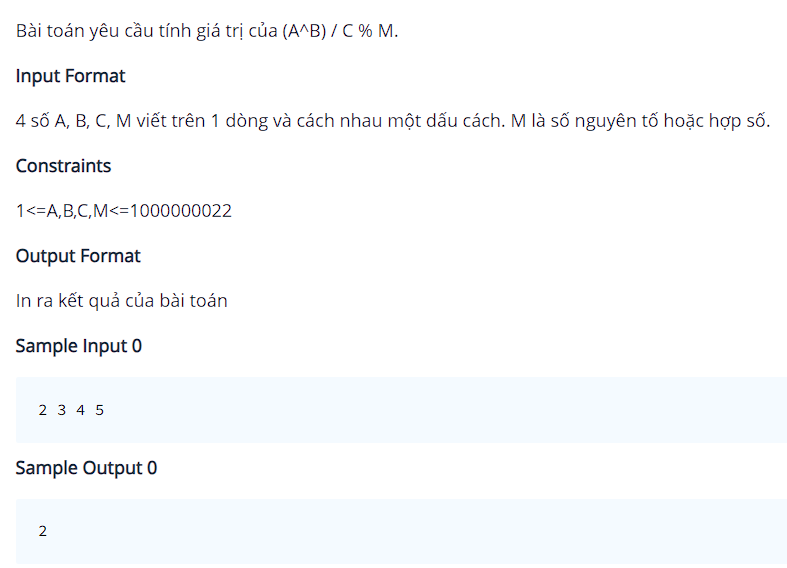 Bài toán yêu cầu tính giá trị của (A^B) / C % M.
Input Format
4 số A, B, C, M viết trên 1 dòng và cách nhau một dấu cách. M là số nguyên tố hoặc hợp số.
Constraints
1<=A,B,C,M<=1000000022
Output Format
In ra kết quả của bài toán
Sample Input 0
2 3 4 5
Sample Output 0
2